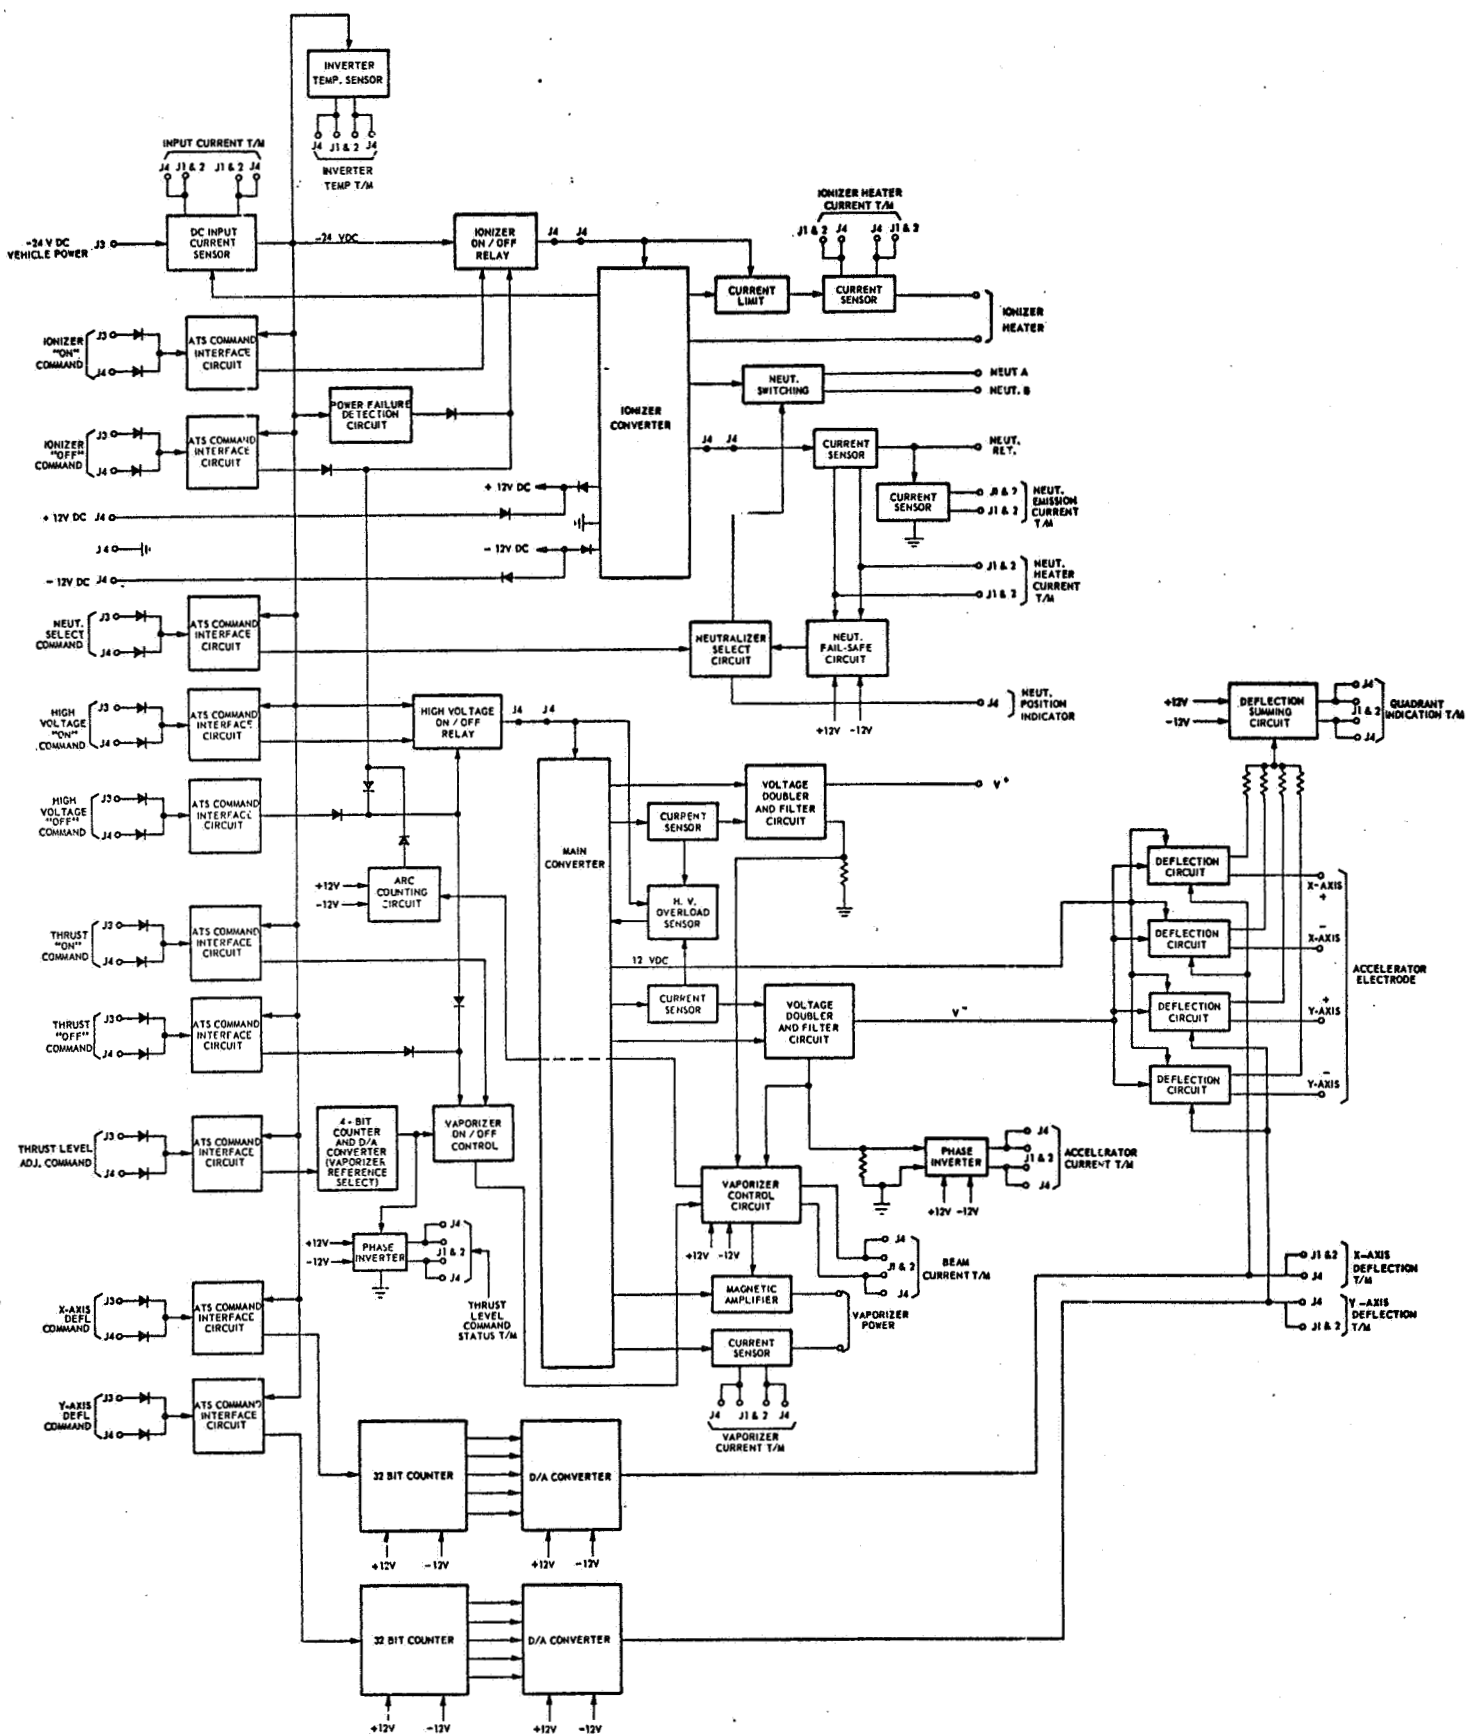 INVERTER
TEMP. SENSOR
J4 J1 & 2 J4
INVERTER
TEMP T/M
INPUT CURRENT T/M
J4 J1 & 2 J1 & 2 J4
-24 V DC
VEHICLE POWER
J3
DC INPUT
CURRENT
SENSOR
-24 VDC
IONIZER
ON / OFF
RELAY
J4 J4
IONIZER HEATER
CURRENT T/M
J1 & 2 J4 J4 J1 & 2
CURRENT
LIMIT
CURRENT
SENSOR
IONIZER
HEATER
IONIZER
"ON"
COMMAND
J3
J4
ATS COMMAND
INTERFACE
CIRCUIT
POWER FAILURE
DETECTION
CIRCUIT
IONIZER
CONVERTER
NEUT.
SWITCHING
NEUT A
NEUT. B
IONIZER
"OFF"
COMMAND
J3
J4
ATS COMMAND
INTERFACE
CIRCUIT
J4 J4
CURRENT
SENSOR
NEUT.
RET.
CURRENT
SENSOR
J1 & 2
J1 & 2
NEUT.
EMISSION
CURRENT
T/M
+ 12V DC
+ 12V DC J4
J4
- 12V DC
- 12V DC J4
J1 & 2
J1 & 2
NEUT.
HEATER
CURRENT
T/M
NEUT.
SELECT
COMMAND
J3
J4
ATS COMMAND
INTERFACE
CIRCUIT
NEUTRALIZER
SELECT
CIRCUIT
NEUT.
FAIL-SAFE
CIRCUIT
+12V -12V
J4
NEUT.
POSITION
INDICATOR
HIGH
VOLTAGE
"ON"
COMMAND
J3
J4
ATS COMMAND
INTERFACE
CIRCUIT
HIGH VOLTAGE
ON / OFF
RELAY
J4 J4
+12V
-12V
DEFLECTION
SUMMING
CIRCUIT
J4
J1 & 2
J4
QUADRANT
INDICATION T/M
HIGH
VOLTAGE
"OFF"
COMMAND
J3
J4
ATS COMMAND
INTERFACE
CIRCUIT
MAIN
CONVERTER
CURRENT
SENSOR
VOLTAGE
DOUBLER
AND FILTER
CIRCUIT
V+
+12V
-12V
ARC
COUNTING
CIRCUIT
H. V.
OVERLOAD
SENSOR
12 VDC
DEFLECTION
CIRCUIT
X-AXIS
+
DEFLECTION
CIRCUIT
-
X-AXIS
DEFLECTION
CIRCUIT
+
Y-AXIS
DEFLECTION
CIRCUIT
-
Y-AXIS
ACCELERATOR
ELECTRODE
THRUST
"ON"
COMMAND
J3
J4
ATS COMMAND
INTERFACE
CIRCUIT
CURRENT
SENSOR
VOLTAGE
DOUBLER
AND FILTER
CIRCUIT
V-
THRUST
"OFF"
COMMAND
J3
J4
ATS COMMAND
INTERFACE
CIRCUIT
THRUST LEVEL
ADJ. COMMAND
J3
J4
ATS COMMAND
INTERFACE
CIRCUIT
4-BIT
COUNTER
AND D/A
CONVERTER
(VAPORIZER
REFERENCE
SELECT)
VAPORIZER
ON / OFF
CONTROL
PHASE
INVERTER
+12V -12V
J4
J1 & 2
J4
ACCELERATOR
CURRENT T/M
VAPORIZER
CONTROL
CIRCUIT
+12V -12V
+12V
-12V
PHASE
INVERTER
J4
J1 & 2
J4
THRUST
LEVEL
COMMAND
STATUS T/M
J4
J1 & 2
J4
BEAM
CURRENT T/M
MAGNETIC
AMPLIFIER
VAPORIZER
POWER
CURRENT
SENSOR
J4 J1 & 2 J4
VAPORIZER
CURRENT T/M
J1 & 2
J4
X-AXIS
DEFLECTION
T/M
J4
J1 & 2
Y-AXIS
DEFLECTION
T/M
X-AXIS
DEFL
COMMAND
J3
J4
ATS COMMAND
INTERFACE
CIRCUIT
Y-AXIS
DEFL
COMMAND
J3
J4
ATS COMMAND
INTERFACE
CIRCUIT
32 BIT COUNTER
D/A CONVERTER
+12V -12V +12V -12V
32 BIT COUNTER
D/A CONVERTER
+12V -12V +12V -12V